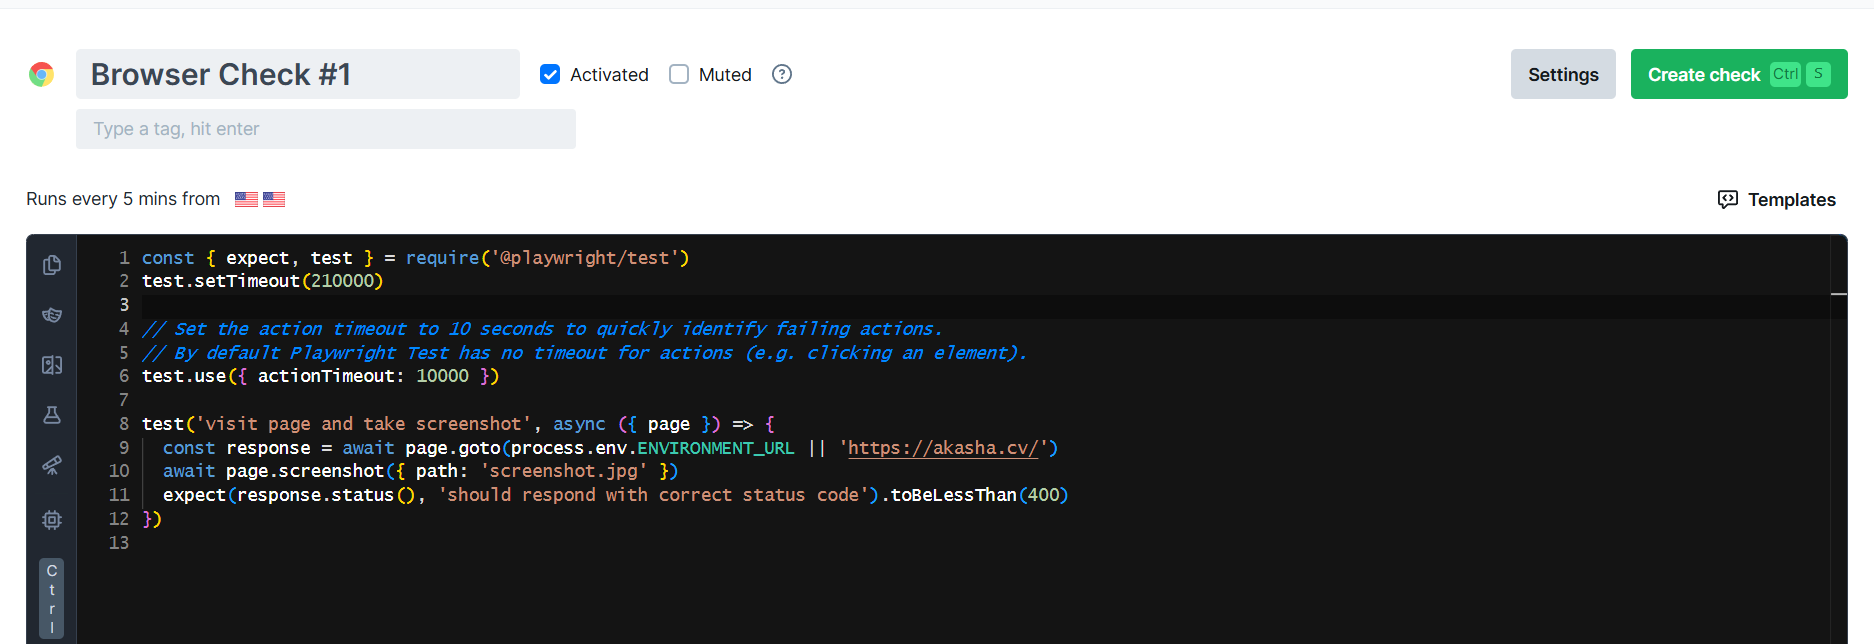 Browser Check #1
Activated
Muted
?
Settings
Create check Ctrl S
Type a tag, hit enter
Runs every 5 mins from
Templates
1 const { expect, test } = require('@playwright/test')
2 test.setTimeout(210000)
3
4 // Set the action timeout to 10 seconds to quickly identify failing actions.
5 // By default Playwright Test has no timeout for actions (e.g. clicking an element).
6 test.use({ actionTimeout: 10000 })
7
8 test('visit page and take screenshot', async ({ page }) => {
9   const response = await page.goto(process.env.ENVIRONMENT_URL || 'https://akasha.cv/')
10   await page.screenshot({ path: 'screenshot.jpg' })
11   expect(response.status(), 'should respond with correct status code').toBeLessThan(400)
12 })
13
Ctrl